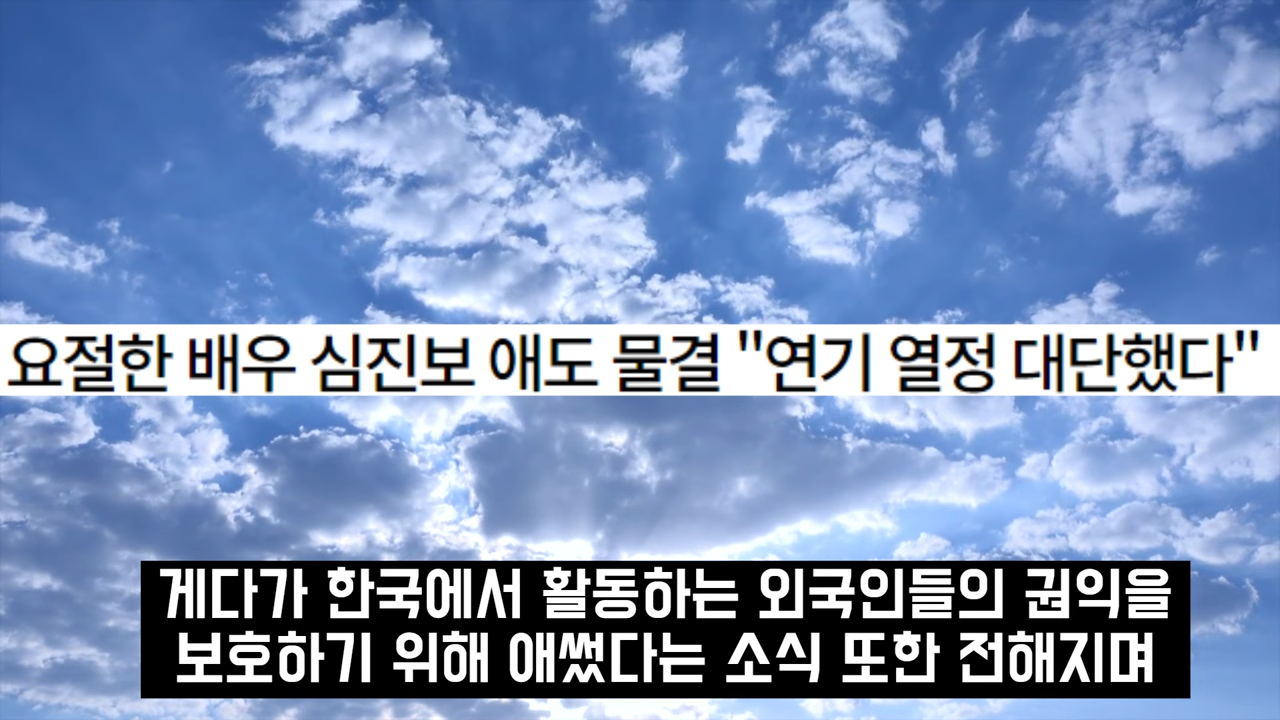 요절한 배우 심진보 애도 물결 "연기 열정 대단했다"
게다가 한국에서 활동하는 외국인들의 권익을
보호하기 위해 애썼다는 소식 또한 전해지며